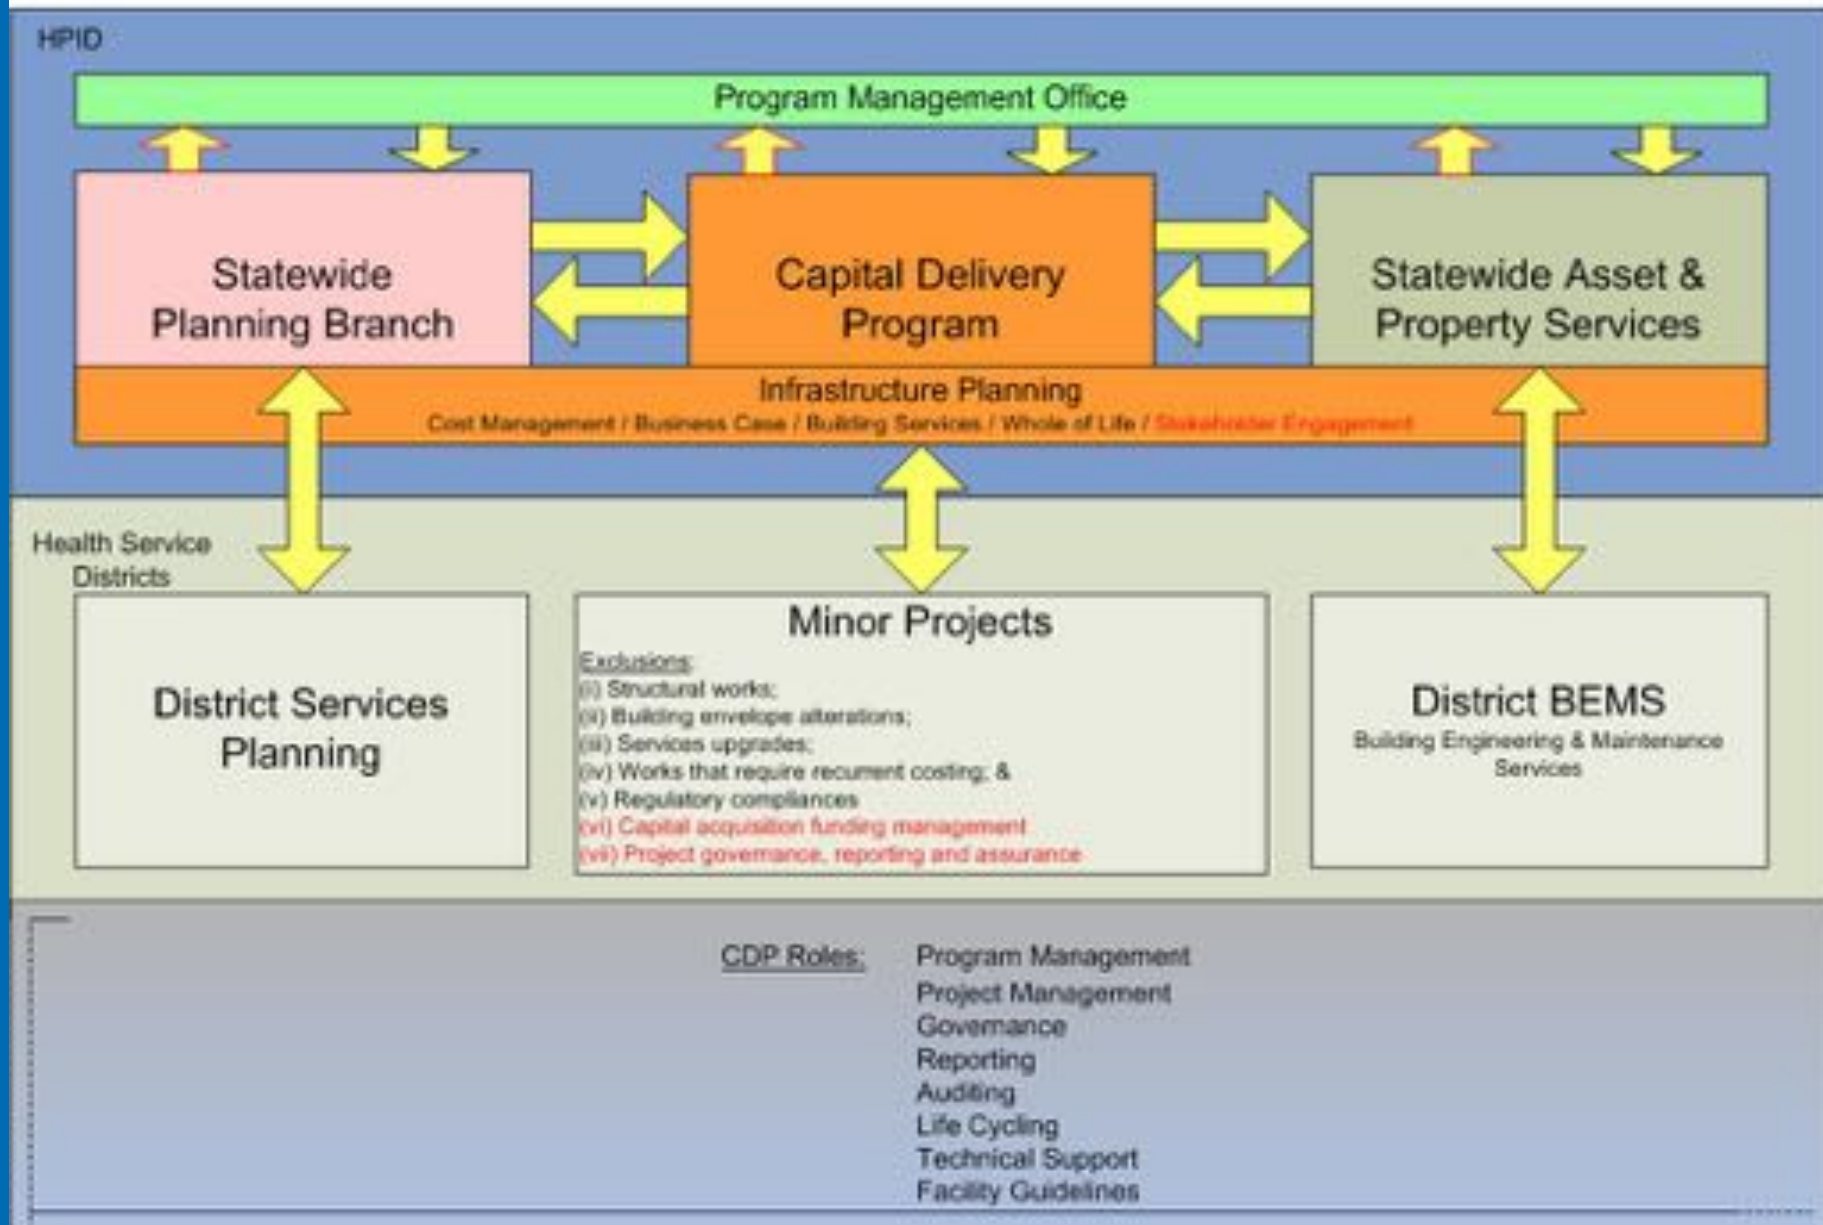 HPID
Program Management Office
Statewide
Planning Branch
Capital Delivery
Program
Statewide Asset &
Property Services
Infrastructure Planning
Cost Management / Business Case / Building Services / Whole of Life / Stakeholder Engagement
Health Service
Districts
District Services
Planning
Minor Projects
Exclusions:
(i) Structural works;
(ii) Building envelope alterations;
(iii) Services upgrades;
(iv) Works that require recurrent costing; &
(v) Regulatory compliances
(vi) Capital acquisition funding management
(vii) Project governance, reporting and assurance
District BEMS
Building Engineering & Maintenance
Services
CDP Roles:
Program Management
Project Management
Governance
Reporting
Auditing
Life Cycling
Technical Support
Facility Guidelines